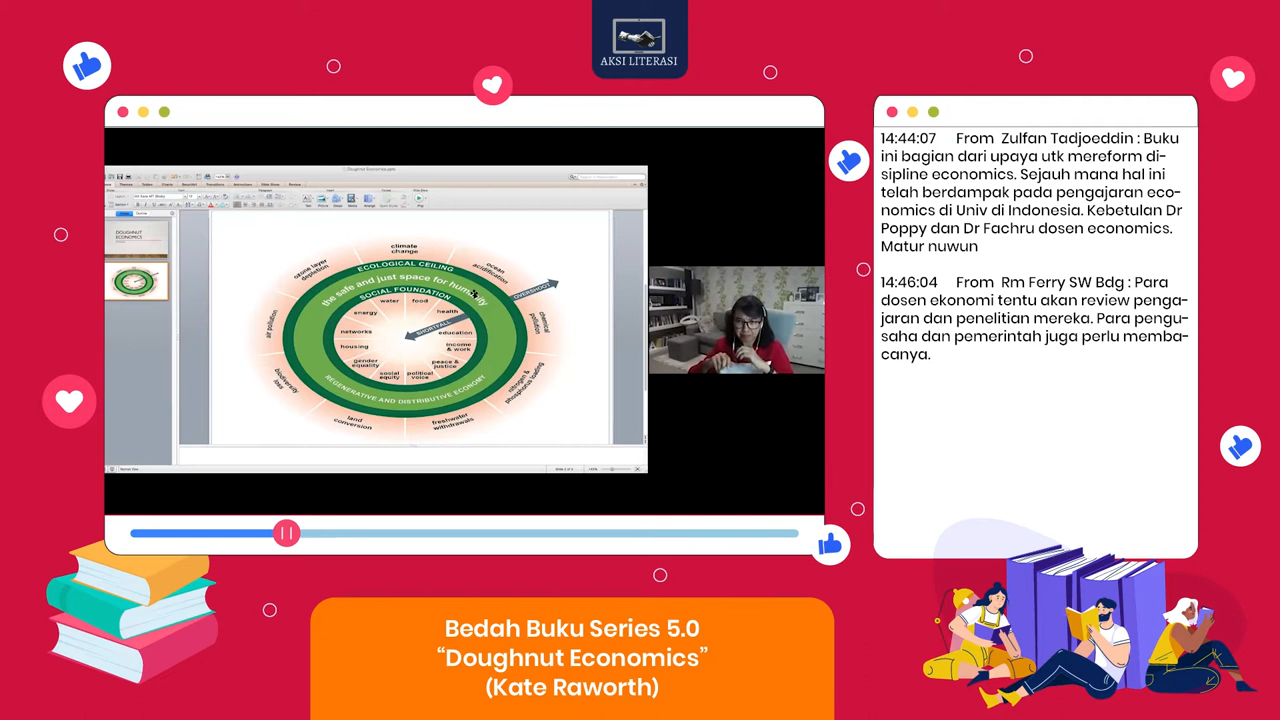 AKSI LITERASI
Doughnut Economics.pptx
DOUGHNUT
ECONOMICS
climate
change
ocean
acidification
chemical
pollution
nitrogen &
phosphorus loading
freshwater
withdrawals
land
conversion
biodiversity
loss
air pollution
ozone layer
depletion
ECOLOGICAL CEILING
the safe and just space for humanity
SOCIAL FOUNDATION
OVERSHOOT
SHORTFALL
water
food
energy
health
networks
education
housing
income
& work
gender
equality
peace &
justice
social
equity
political
voice
REGENERATIVE AND DISTRIBUTIVE ECONOMY
14:44:07 From Zulfan Tadjoeddin : Buku
ini bagian dari upaya utk mereform di-
sipline economics. Sejauh mana hal ini
telah berdampak pada pengajaran eco-
nomics di Univ di Indonesia. Kebetulan Dr
Poppy dan Dr Fachru dosen economics.
Matur nuwun
14:46:04 From Rm Ferry SW Bdg : Para
dosen ekonomi tentu akan review penga-
jaran dan penelitian mereka. Para pengu-
saha dan pemerintah juga perlu memba-
canya.
Bedah Buku Series 5.0
“Doughnut Economics”
(Kate Raworth)